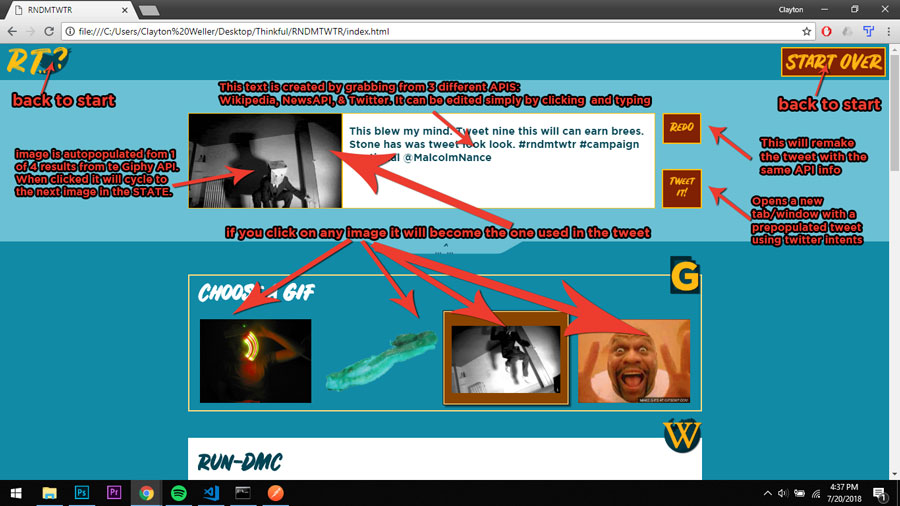 RNDMTWTR
Clayton
file:///C:/Users/Clayton%20Weller/Desktop/Thinkful/RNDMTWTR/index.html
RT?
START OVER
back to start
back to start
This text is created by grabbing from 3 different APIS:
Wikipedia, NewsAPI, & Twitter. It can be edited simply by clicking and typing
This blew my mind. Tweet nine this will can earn brees.
Stone has was tweet look look. #rndmtwtr #campaign
@MalcolmNance
REDO
TWEET
IT!
This will remake
the tweet with the
same API info
image is autopopulated fom 1
of 4 results from te Giphy API.
When clicked it will cycle to
the next image in the STATE.
Opens a new
tab/window with a
prepopulated tweet
using twitter intents
if you click on any image it will become the one used in the tweet
G
CHOOSE A GIF
W
RUN-DMC
Ps
Pr
4:37 PM
7/20/2018